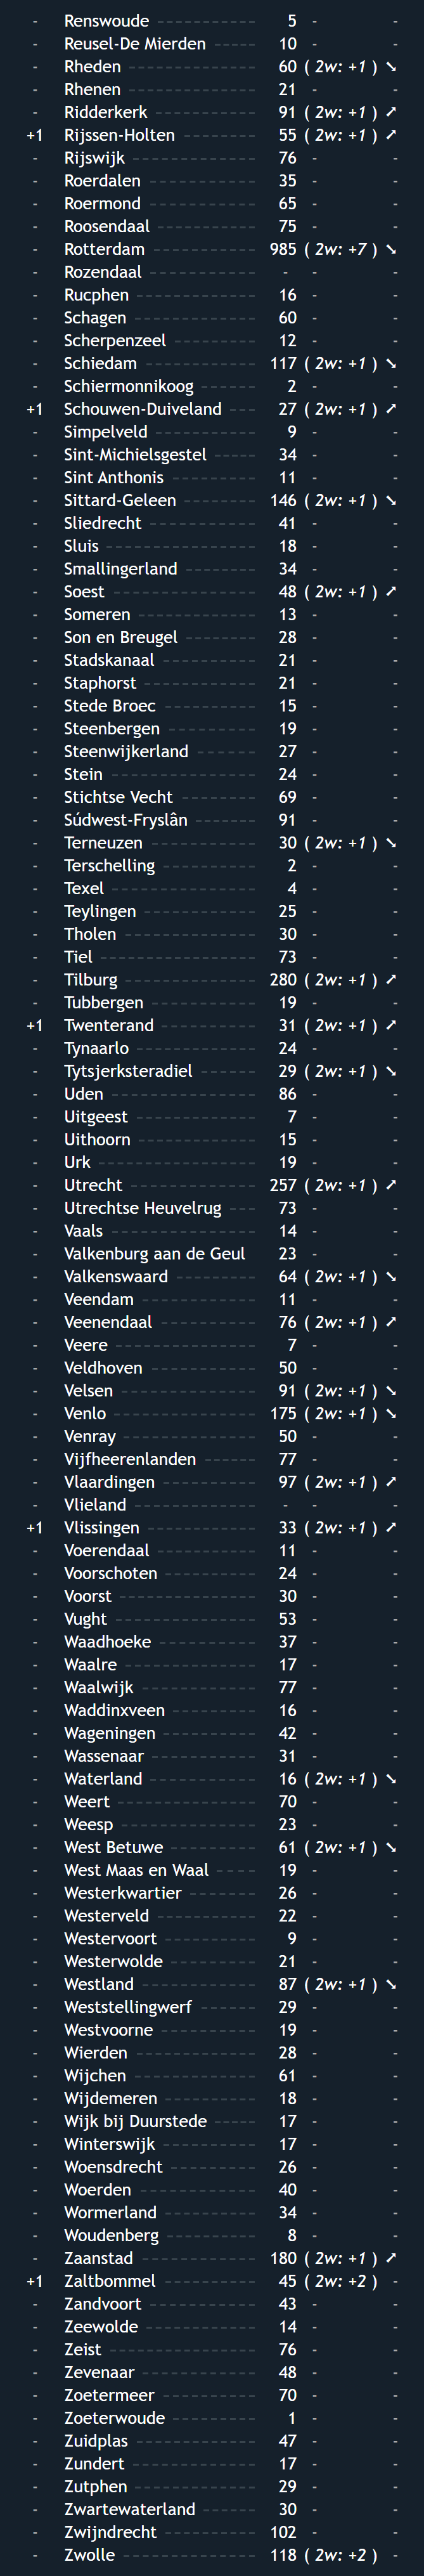 - Renswoude ------------- 5 - -
- Reusel-De Mierden ------ 10 - -
- Rheden -------------- 60 ( 2w: +1 ) ➘
- Rhenen -------------- 21 - -
- Ridderkerk ----------- 91 ( 2w: +1 ) ➚
+1 Rijssen-Holten --------- 55 ( 2w: +1 ) ➚
- Rijswijk -------------- 76 - -
- Roerdalen ------------ 35 - -
- Roermond ------------ 65 - -
- Roosendaal ----------- 75 - -
- Rotterdam ------------ 985 ( 2w: +7 ) ➘
- Rozendaal ------------ - - -
- Rucphen ------------- 16 - -
- Schagen -------------- 60 - -
- Scherpenzeel ---------- 12 - -
- Schiedam ------------- 117 ( 2w: +1 ) ➘
- Schiermonnikoog ------- 2 - -
+1 Schouwen-Duiveland --- 27 ( 2w: +1 ) ➚
- Simpelveld ------------ 9 - -
- Sint-Michielsgestel ----- 34 - -
- Sint Anthonis ---------- 11 - -
- Sittard-Geleen --------- 146 ( 2w: +1 ) ➘
- Sliedrecht ------------ 41 - -
- Sluis ----------------- 18 - -
- Smallingerland --------- 34 - -
- Soest ---------------- 48 ( 2w: +1 ) ➚
- Someren ------------- 13 - -
- Son en Breugel --------- 28 - -
- Stadskanaal ----------- 21 - -
- Staphorst ------------- 21 - -
- Stede Broec ----------- 15 - -
- Steenbergen ---------- 19 - -
- Steenwijkerland ------- 27 - -
- Stein ---------------- 24 - -
- Stichtse Vecht --------- 69 - -
- Súdwest-Fryslân ------- 91 - -
- Terneuzen ------------ 30 ( 2w: +1 ) ➘
- Terschelling ----------- 2 - -
- Texel ---------------- 4 - -
- Teylingen ------------- 25 - -
- Tholen --------------- 30 - -
- Tiel ------------------ 73 - -
- Tilburg --------------- 280 ( 2w: +1 ) ➚
- Tubbergen ------------ 19 - -
+1 Twenterand ----------- 31 ( 2w: +1 ) ➚
- Tynaarlo ------------- 24 - -
- Tytsjerksteradiel ------ 29 ( 2w: +1 ) ➘
- Uden ---------------- 86 - -
- Uitgeest -------------- 7 - -
- Uithoorn ------------- 15 - -
- Urk ------------------ 19 - -
- Utrecht -------------- 257 ( 2w: +1 ) ➚
- Utrechtse Heuvelrug --- 73 - -
- Vaals ---------------- 14 - -
- Valkenburg aan de Geul 23 - -
- Valkenswaard --------- 64 ( 2w: +1 ) ➘
- Veendam ------------- 11 - -
- Veenendaal ----------- 76 ( 2w: +1 ) ➚
- Veere ---------------- 7 - -
- Veldhoven ------------ 50 - -
- Velsen --------------- 91 ( 2w: +1 ) ➘
- Venlo ---------------- 175 ( 2w: +1 ) ➘
- Venray --------------- 50 - -
- Vijfheerenlanden ------ 77 - -
- Vlaardingen ----------- 97 ( 2w: +1 ) ➚
- Vlieland -------------- - - -
+1 Vlissingen ------------ 33 ( 2w: +1 ) ➚
- Voerendaal ----------- 11 - -
- Voorschoten ---------- 24 - -
- Voorst --------------- 30 - -
- Vught ---------------- 53 - -
- Waadhoeke ----------- 37 - -
- Waalre --------------- 17 - -
- Waalwijk ------------- 77 - -
- Waddinxveen --------- 16 - -
- Wageningen ---------- 42 - -
- Wassenaar ------------ 31 - -
- Waterland ------------ 16 ( 2w: +1 ) ➘
- Weert --------------- 70 - -
- Weesp --------------- 23 - -
- West Betuwe ---------- 61 ( 2w: +1 ) ➘
- West Maas en Waal ---- 19 - -
- Westerkwartier -------- 26 - -
- Westerveld ----------- 22 - -
- Westervoort ---------- 9 - -
- Westerwolde ---------- 21 - -
- Westland ------------- 87 ( 2w: +1 ) ➘
- Weststellingwerf ------ 29 - -
- Westvoorne ----------- 19 - -
- Wierden ------------- 28 - -
- Wijchen -------------- 61 - -
- Wijdemeren ---------- 18 - -
- Wijk bij Duurstede ----- 17 - -
- Winterswijk ----------- 17 - -
- Woensdrecht ---------- 26 - -
- Woerden ------------- 40 - -
- Wormerland ---------- 34 - -
- Woudenberg ---------- 8 - -
- Zaanstad ------------- 180 ( 2w: +1 ) ➚
+1 Zaltbommel ----------- 45 ( 2w: +2 ) -
- Zandvoort ------------ 43 - -
- Zeewolde ------------- 14 - -
- Zeist ---------------- 76 - -
- Zevenaar ------------- 48 - -
- Zoetermeer ----------- 70 - -
- Zoeterwoude ---------- 1 - -
- Zuidplas -------------- 47 - -
- Zundert -------------- 17 - -
- Zutphen -------------- 29 - -
- Zwartewaterland ------ 30 - -
- Zwijndrecht ----------- 102 - -
- Zwolle --------------- 118 ( 2w: +2 ) -